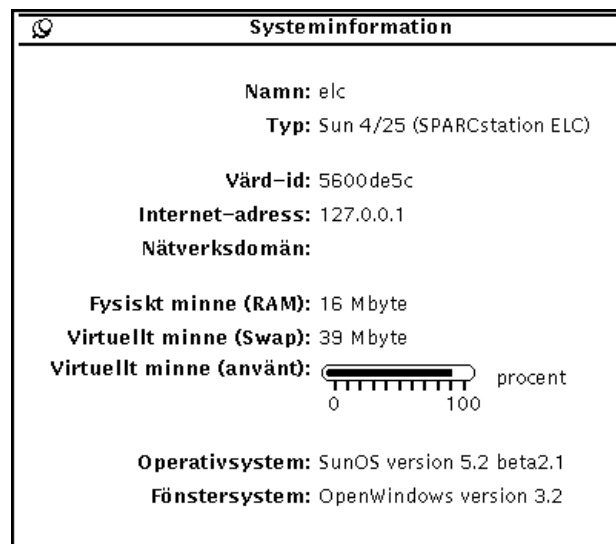 Systeminformation
Namn: elc
Typ: Sun 4/25 (SPARCstation ELC)
Värd-id: 5600de5c
Internet-adress: 127.0.0.1
Nätverksdomän:
Fysiskt minne (RAM): 16 Mbyte
Virtuellt minne (Swap): 39 Mbyte
Virtuellt minne (använt): procent
0 100
Operativsystem: SunOS version 5.2 beta2.1
Fönstersystem: OpenWindows version 3.2